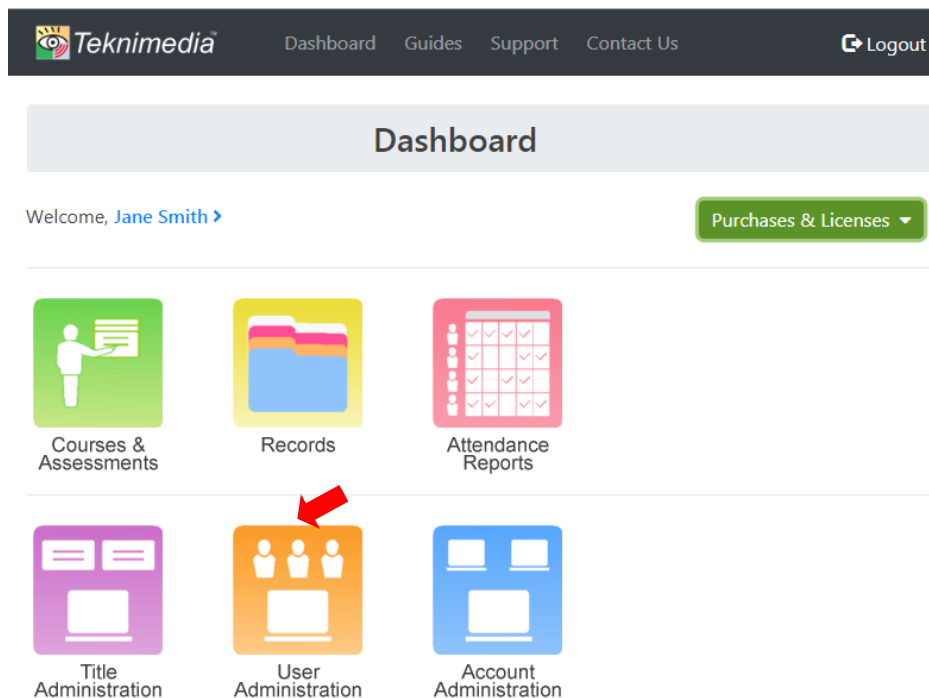 Teknimedia™ Dashboard Guides Support Contact Us Logout
Dashboard
Welcome, Jane Smith
Purchases & Licenses
Courses &
Assessments
Records
Attendance
Reports
Title
Administration
User
Administration
Account
Administration